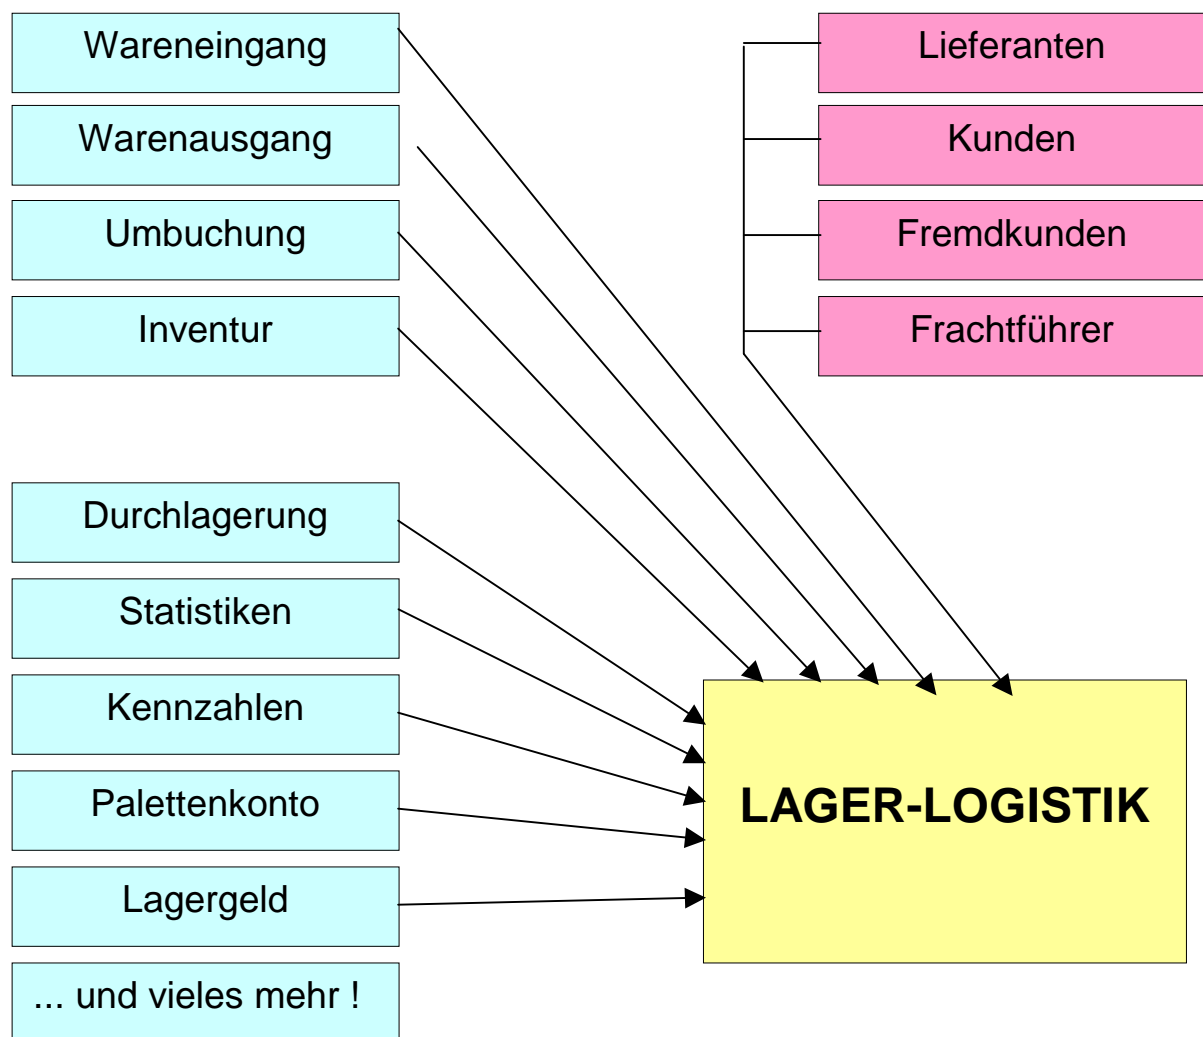 Wareneingang
Warenausgang
Umbuchung
Inventur
Durchlagerung
Statistiken
Kennzahlen
Palettenkonto
Lagergeld
... und vieles mehr !
Lieferanten
Kunden
Fremdkunden
Frachtführer
LAGER-LOGISTIK